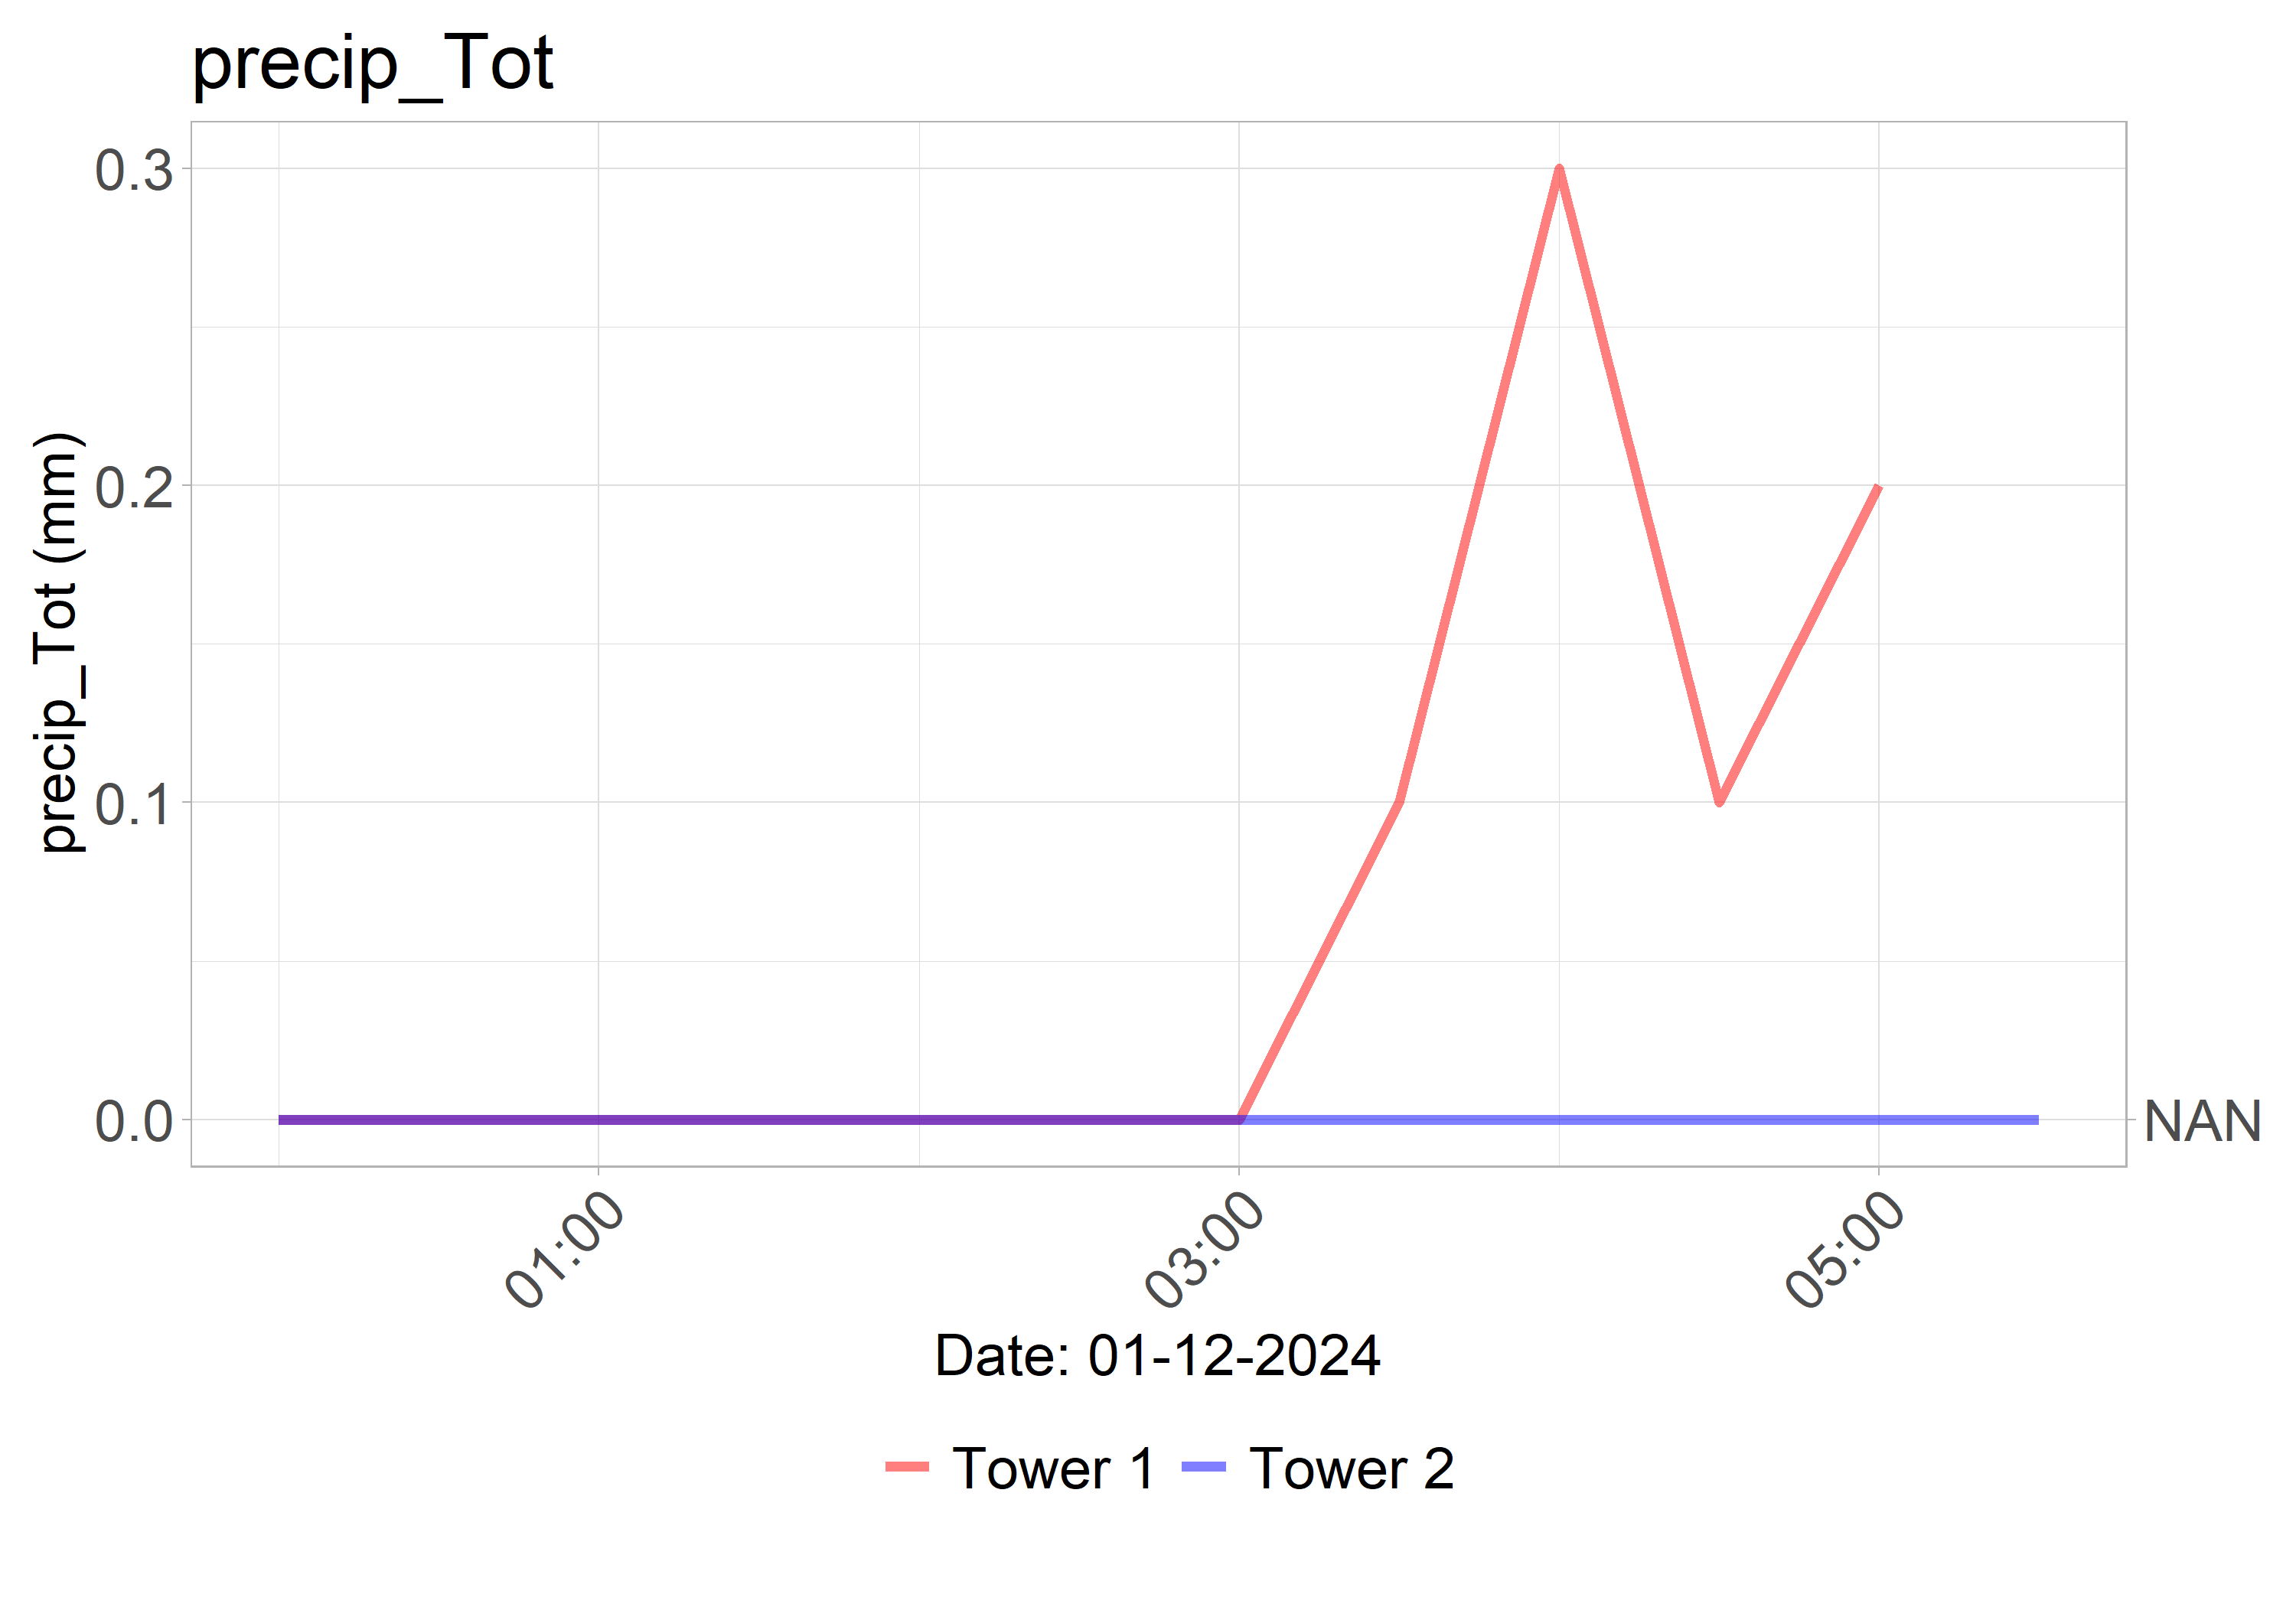 precip_Tot
precip_Tot (mm)
0.3
0.2
0.1
0.0
NAN
01:00
03:00
05:00
Date: 01-12-2024
Tower 1
Tower 2